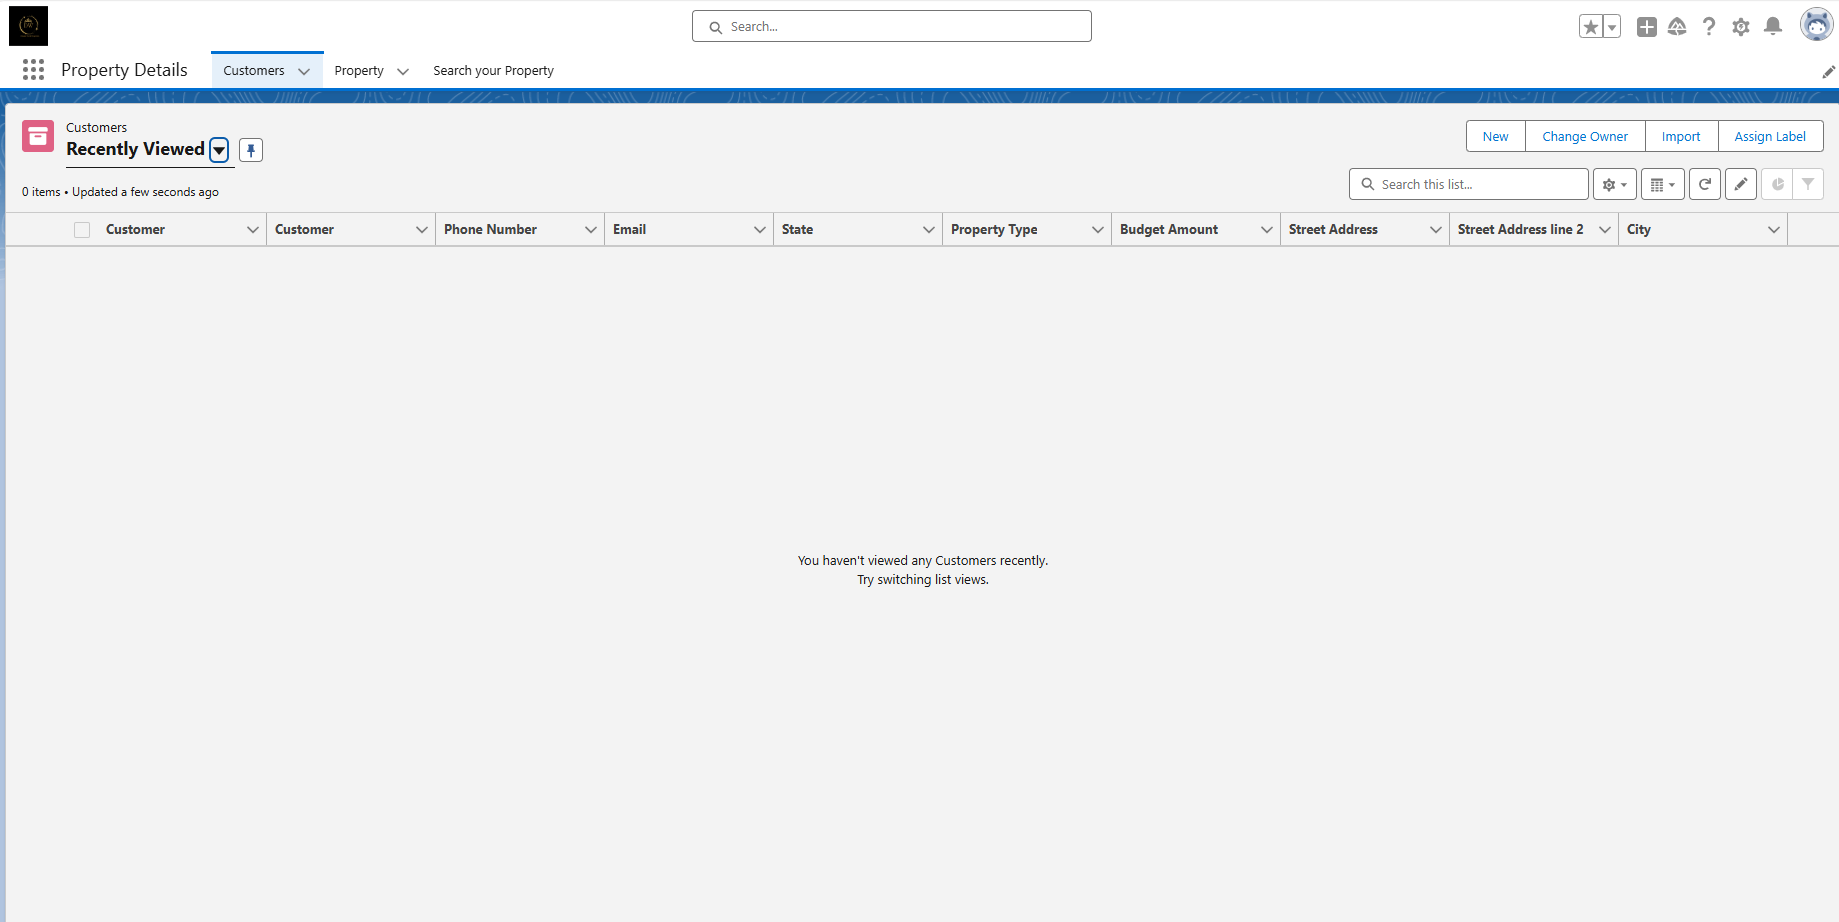 Search...
Property Details
Customers
Property
Search your Property
Customers
Recently Viewed
New
Change Owner
Import
Assign Label
0 items • Updated a few seconds ago
Search this list...
Customer
Customer
Phone Number
Email
State
Property Type
Budget Amount
Street Address
Street Address line 2
City
You haven't viewed any Customers recently.
Try switching list views.